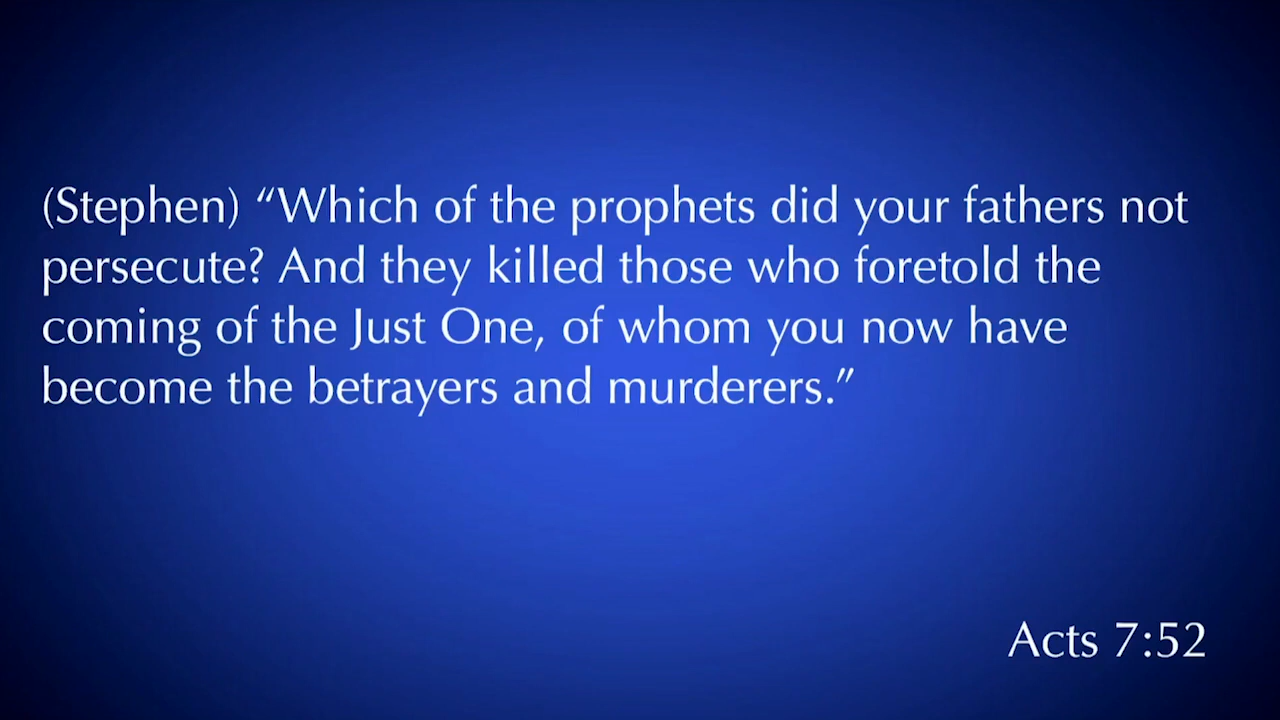 (Stephen) “Which of the prophets did your fathers not
persecute? And they killed those who foretold the
coming of the Just One, of whom you now have
become the betrayers and murderers.”
Acts 7:52